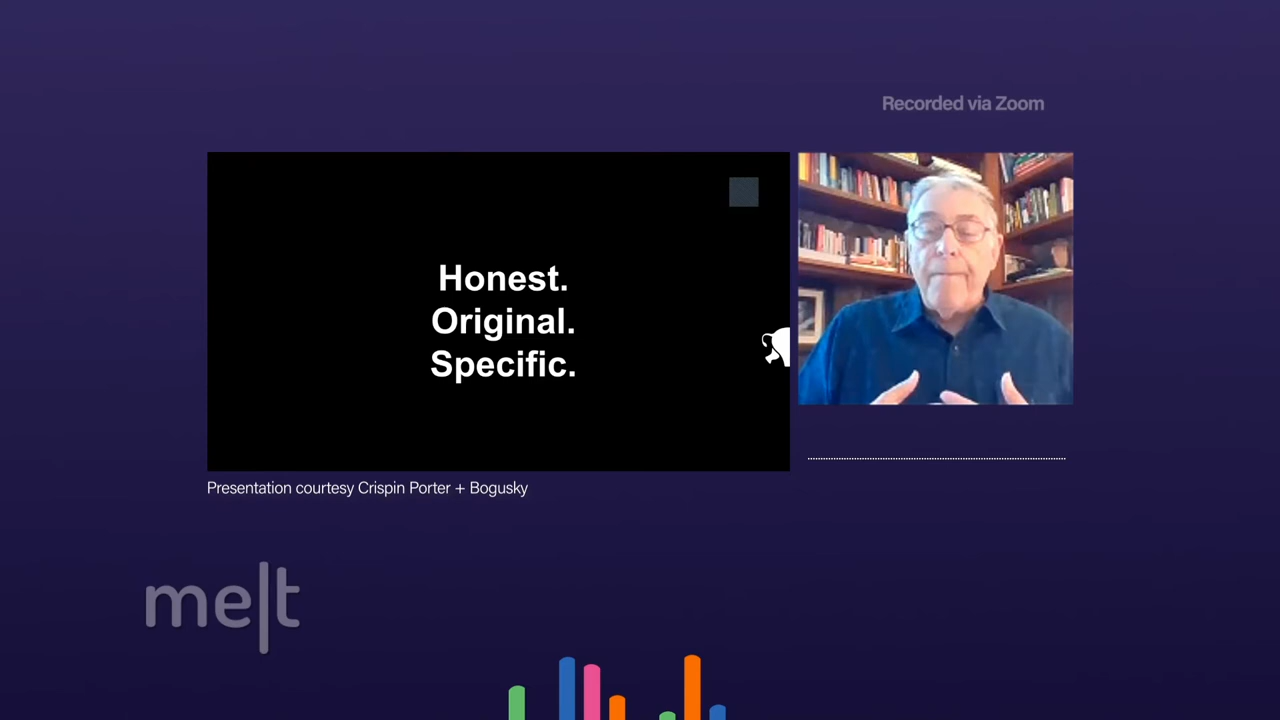 Recorded via Zoom
Honest.
Original.
Specific.
Presentation courtesy Crispin Porter + Bogusky
melt